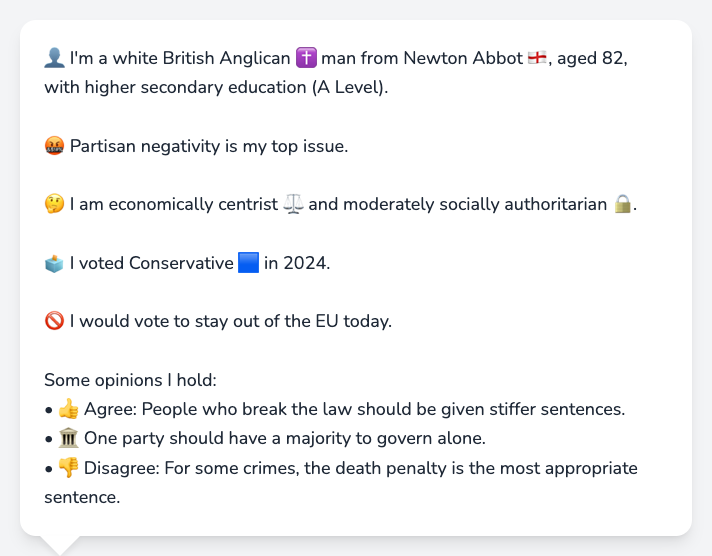 👤 I'm a white British Anglican ✝️ man from Newton Abbot 🏴󠁧󠁢󠁥󠁮󠁧󠁿, aged 82,
with higher secondary education (A Level).
🤬 Partisan negativity is my top issue.
🤔 I am economically centrist ⚖️ and moderately socially authoritarian 🔒.
🗳️ I voted Conservative 🟦 in 2024.
🚫 I would vote to stay out of the EU today.
Some opinions I hold:
• 👍 Agree: People who break the law should be given stiffer sentences.
• 🏛️ One party should have a majority to govern alone.
• 👎 Disagree: For some crimes, the death penalty is the most appropriate
sentence.